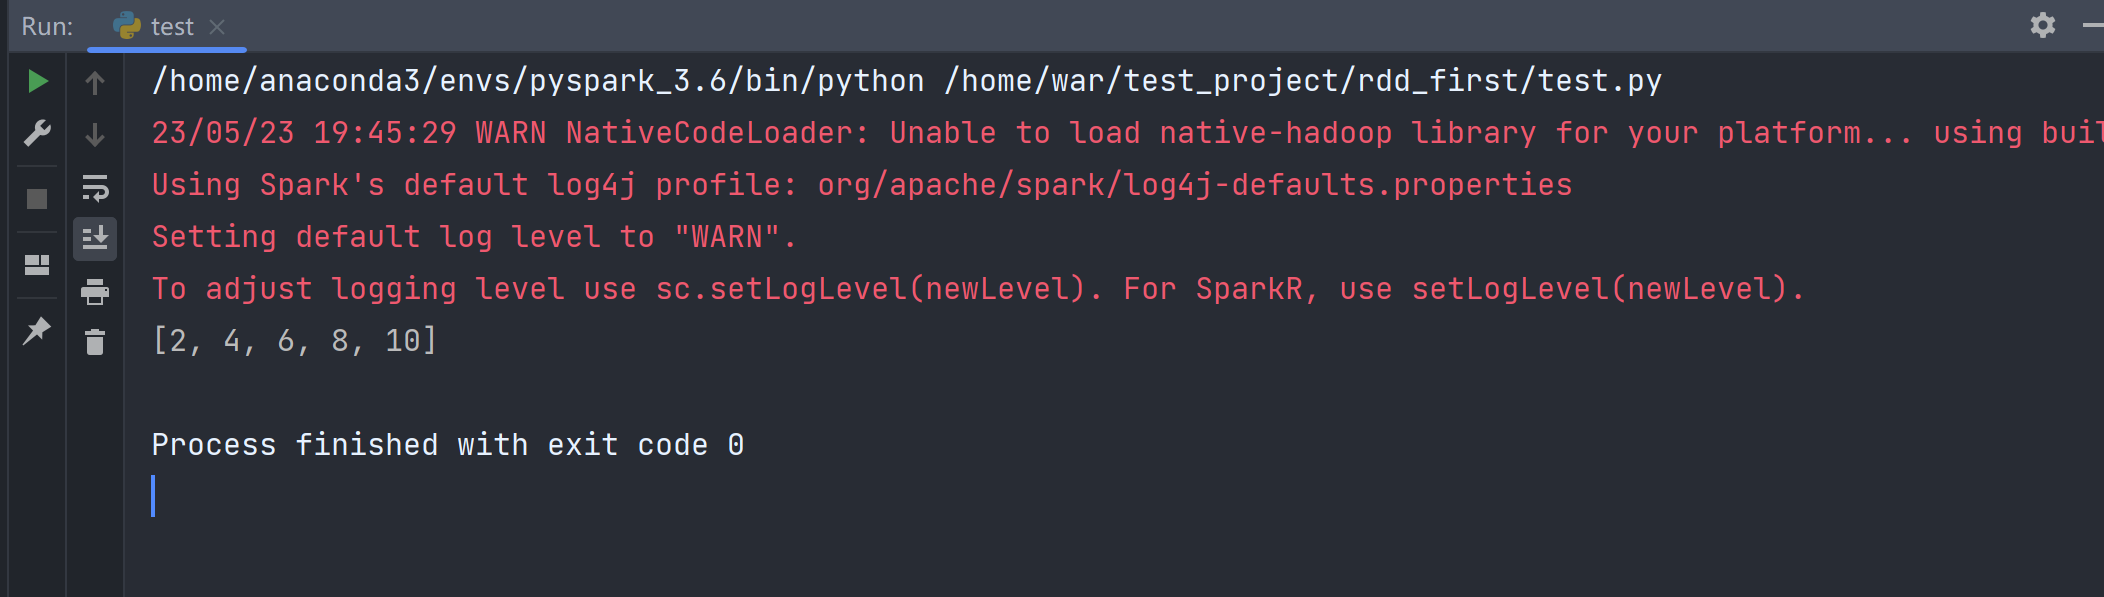 Run: test
/home/anaconda3/envs/pyspark_3.6/bin/python /home/war/test_project/rdd_first/test.py
23/05/23 19:45:29 WARN NativeCodeLoader: Unable to load native-hadoop library for your platform... using
Using Spark's default log4j profile: org/apache/spark/log4j-defaults.properties
Setting default log level to "WARN".
To adjust logging level use sc.setLogLevel(newLevel). For SparkR, use setLogLevel(newLevel).
[2, 4, 6, 8, 10]
Process finished with exit code 0